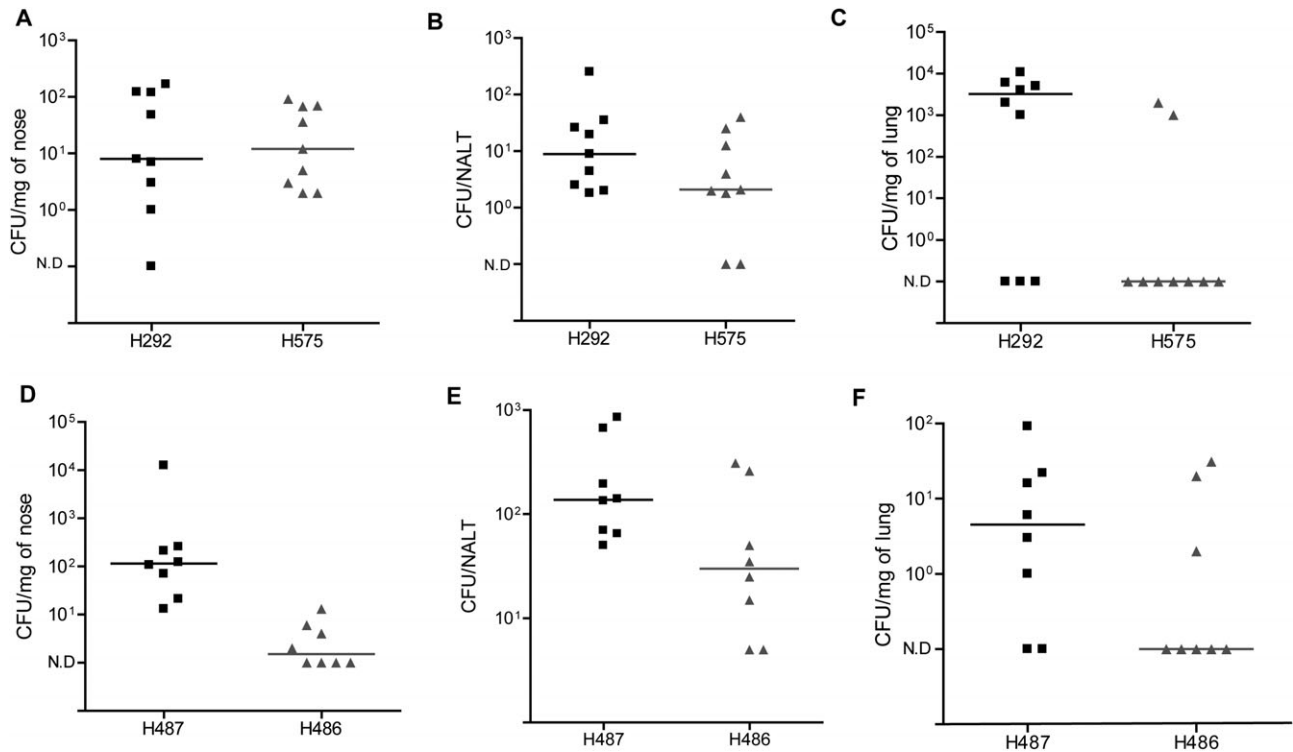 A
CFU/mg of nose
10³
10²
10¹
10⁰
N.D
H292 H575
B
CFU/NALT
10³
10²
10¹
10⁰
N.D
H292 H575
C
CFU/mg of lung
10⁵
10⁴
10³
10²
10¹
10⁰
N.D
H292 H575
D
CFU/mg of nose
10⁵
10⁴
10³
10²
10¹
N.D
H487 H486
E
CFU/NALT
10³
10²
10¹
H487 H486
F
CFU/mg of lung
10²
10¹
10⁰
N.D
H487 H486